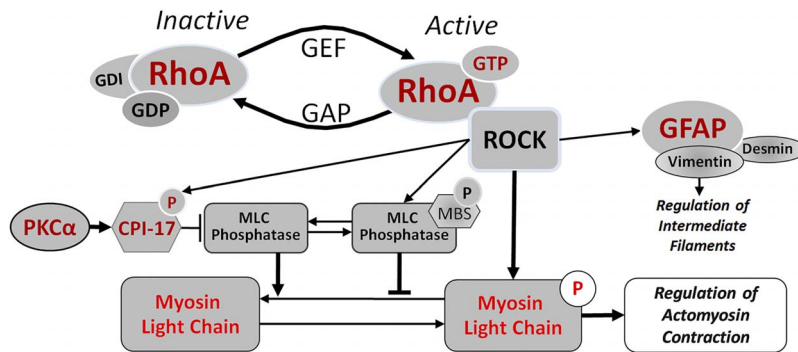 Inactive
Active
GEF
GAP
GDI
RhoA
GDP
GTP
RhoA
ROCK
GFAP
Vimentin
Desmin
Regulation of
Intermediate
Filaments
PKCα
CPI-17
P
MLC
Phosphatase
MLC
Phosphatase
MBS
P
Myosin
Light Chain
Myosin
Light Chain
P
Regulation of
Actomyosin
Contraction